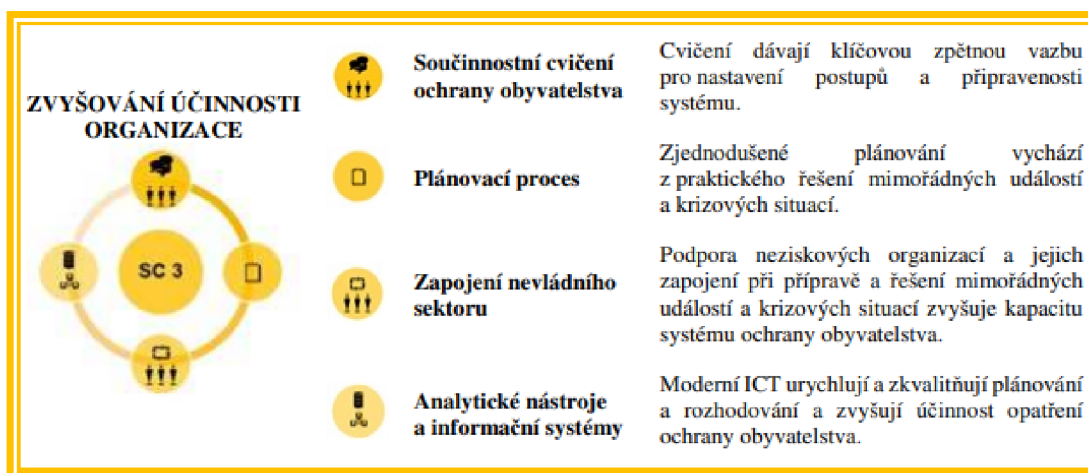 ZVYŠOVÁNÍ ÚČINNOSTI
ORGANIZACE
SC 3
Součinnostní cvičení
ochrany obyvatelstva
Cvičení dávají klíčovou zpětnou vazbu
pro nastavení postupů a připravenosti
systému.
Plánovací proces
Zjednodušené plánování vychází
z praktického řešení mimořádných událostí
a krizových situací.
Zapojení nevládního
sektoru
Podpora neziskových organizací a jejich
zapojení při přípravě a řešení mimořádných
událostí a krizových situací zvyšuje kapacitu
systému ochrany obyvatelstva.
Analytické nástroje
a informační systémy
Moderní ICT urychlují a zkvalitňují plánování
a rozhodování a zvyšují účinnost opatření
ochrany obyvatelstva.